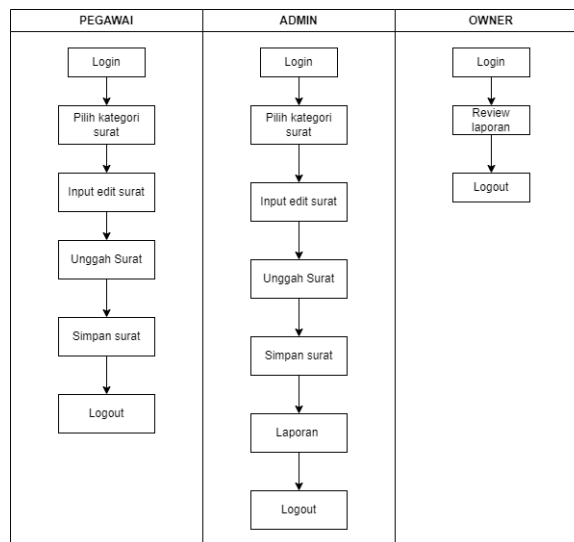 PEGAWAI
Login
Pilih kategori
surat
Input edit surat
Unggah Surat
Simpan surat
Logout
ADMIN
Login
Pilih kategori
surat
Input edit surat
Unggah Surat
Simpan surat
Laporan
Logout
OWNER
Login
Review
laporan
Logout